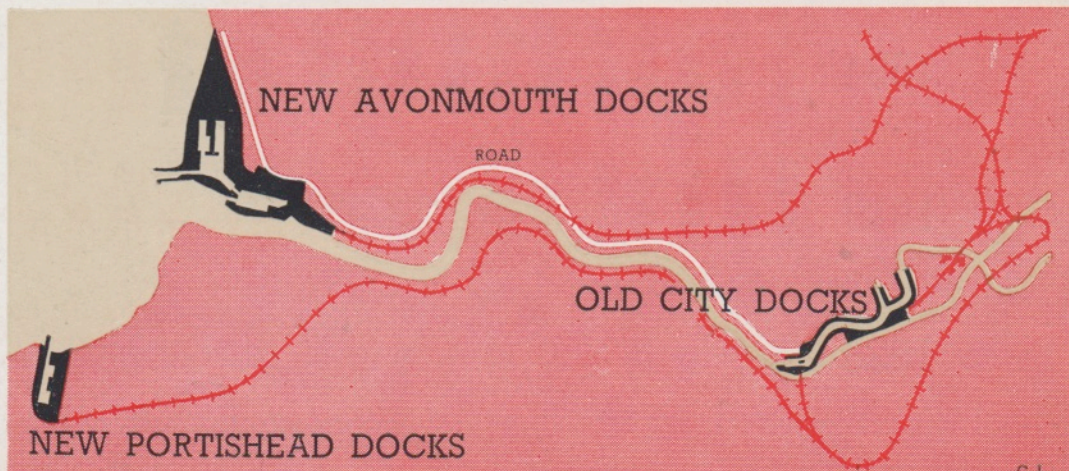 NEW AVONMOUTH DOCKS
ROAD
OLD CITY DOCKS
NEW PORTISHEAD DOCKS